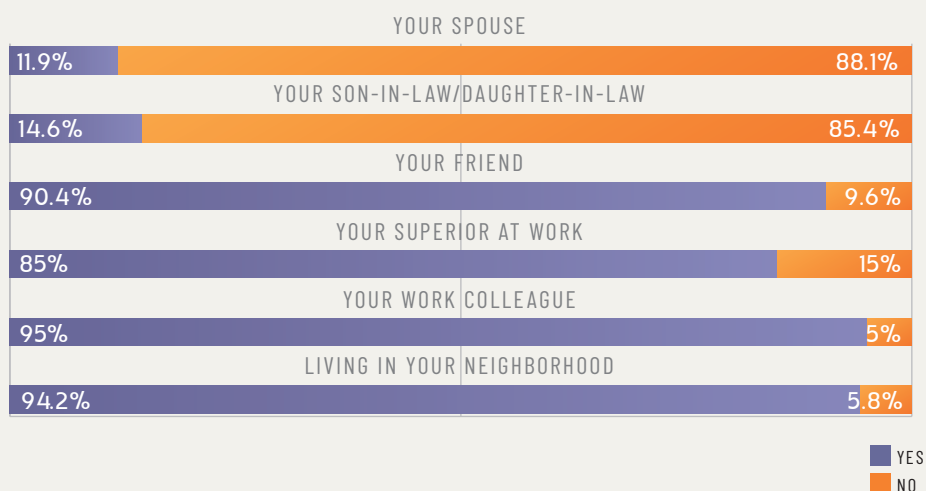 YOUR SPOUSE
11.9% 88.1%
YOUR SON-IN-LAW/DAUGHTER-IN-LAW
14.6% 85.4%
YOUR FRIEND
90.4% 9.6%
YOUR SUPERIOR AT WORK
85% 15%
YOUR WORK COLLEAGUE
95% 5%
LIVING IN YOUR NEIGHBORHOOD
94.2% 5.8%
YES
NO